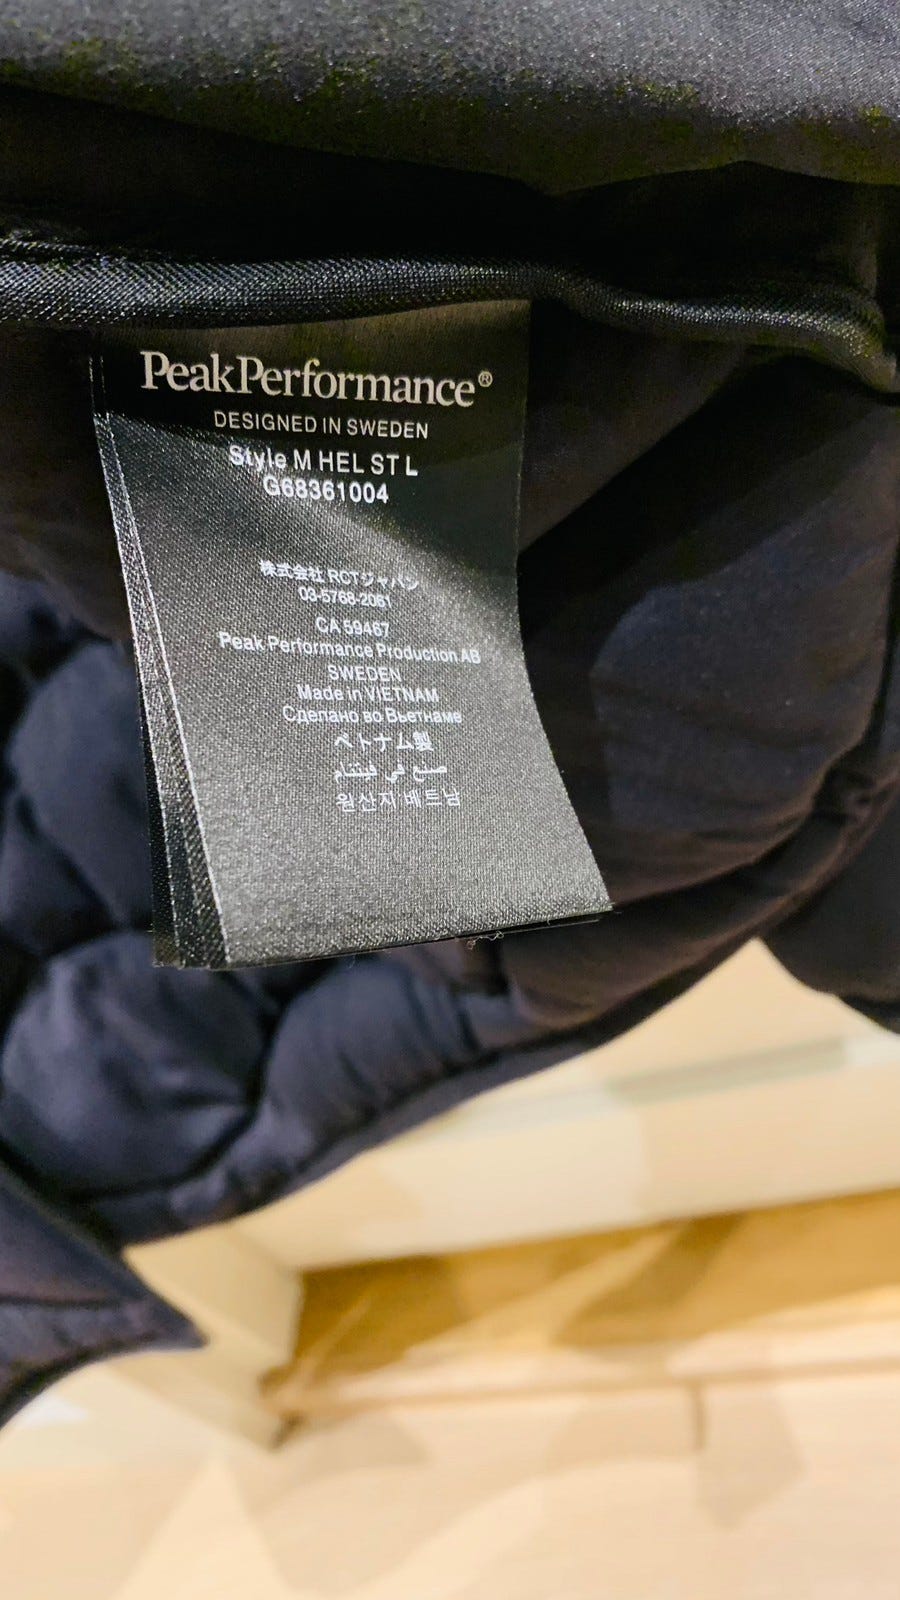 PeakPerformance®
DESIGNED IN SWEDEN
Style M HEL ST L
G68361004
株式会社 RCTジャパン
03-5768-2061
CA 59467
Peak Performance Production AB
SWEDEN
Made in VIETNAM
Сделано во Вьетнаме
ベトナム製
صنع في فيتنام
원산지 베트남